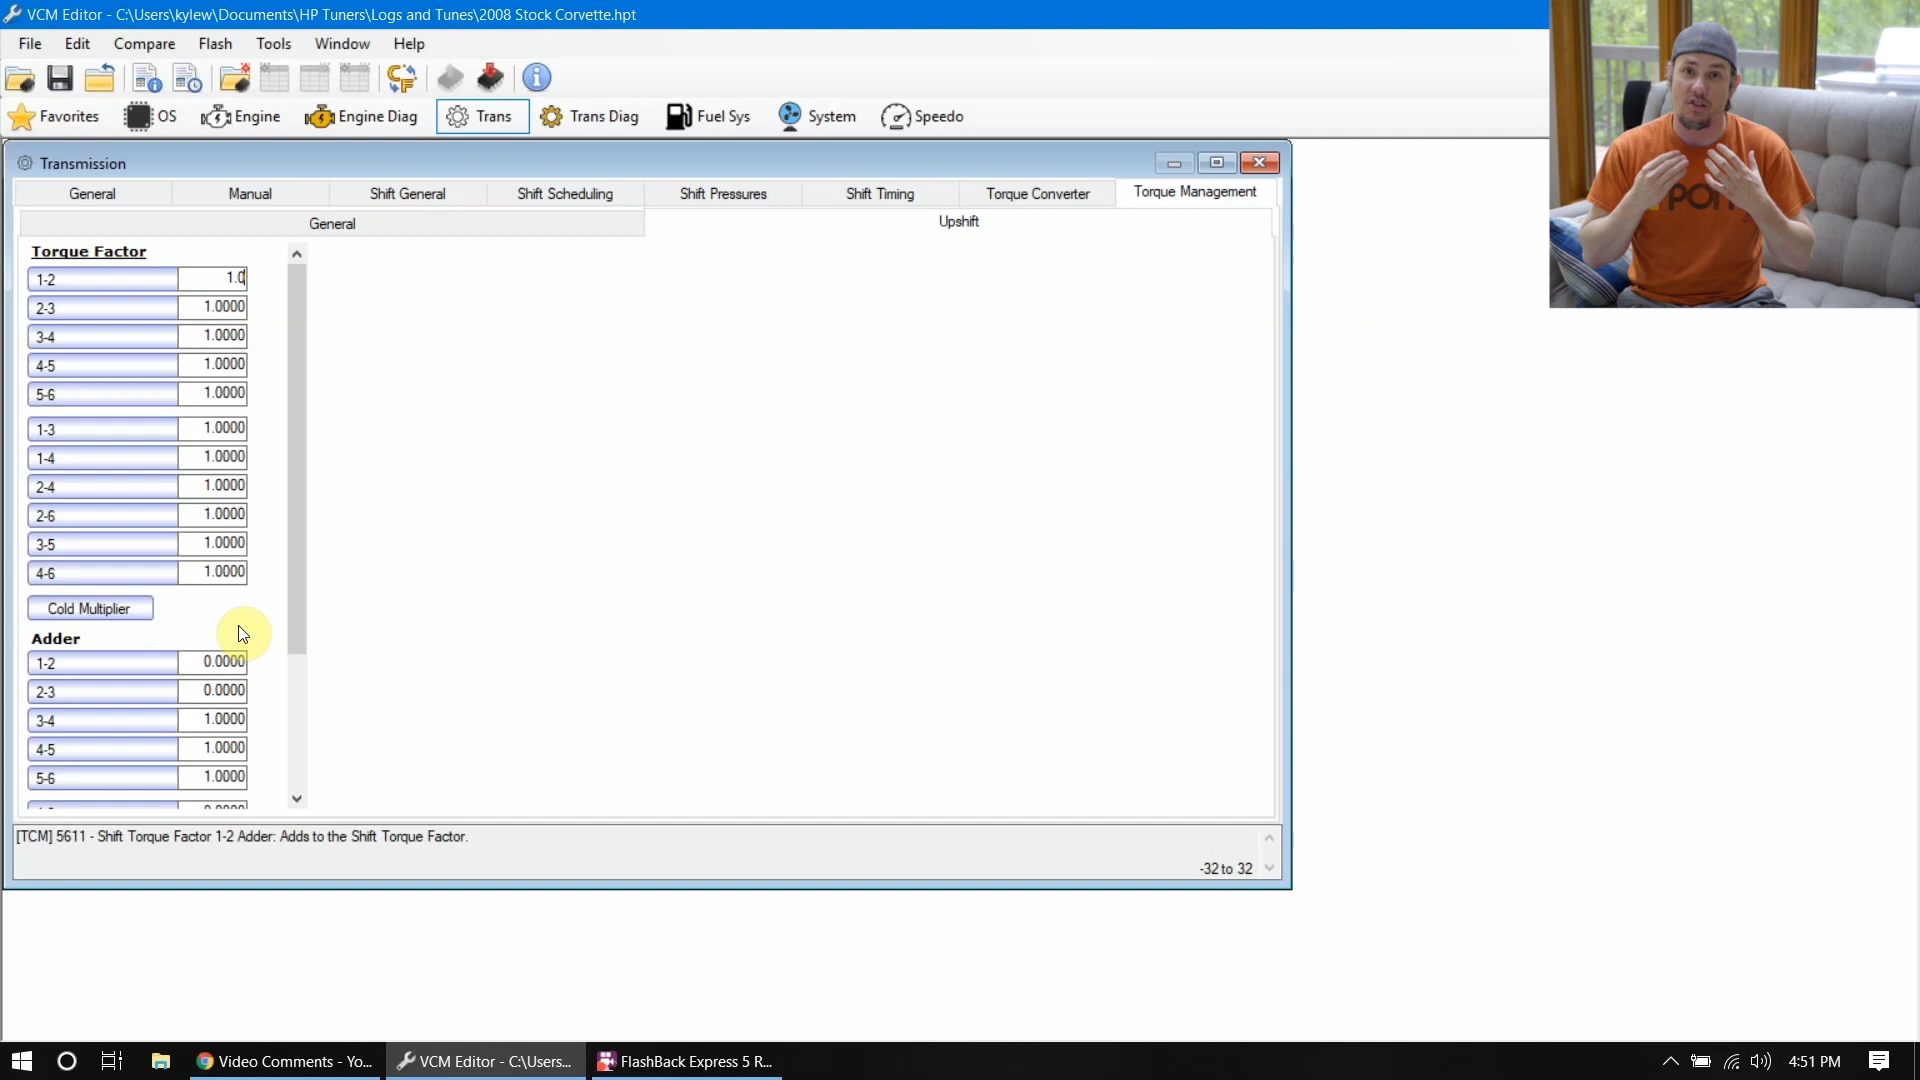 VCM Editor - C:\Users\kylew\Documents\HP Tuners\Logs and Tunes\2008 Stock Corvette.hpt
File Edit Compare Flash Tools Window Help
Favorites OS Engine Engine Diag Trans Trans Diag Fuel Sys System Speedo
Transmission
General Manual Shift General Shift Scheduling Shift Pressures Shift Timing Torque Converter Torque Management
General Upshift
Torque Factor
1-2 1.0
2-3 1.0000
3-4 1.0000
4-5 1.0000
5-6 1.0000
1-3 1.0000
1-4 1.0000
2-4 1.0000
2-6 1.0000
3-5 1.0000
4-6 1.0000
Cold Multiplier
Adder
1-2 0.0000
2-3 0.0000
3-4 1.0000
4-5 1.0000
5-6 1.0000
[TCM] 5611 - Shift Torque Factor 1-2 Adder: Adds to the Shift Torque Factor.
-32 to 32
Video Comments - Yo... VCM Editor - C:\Users... FlashBack Express 5 R... 4:51 PM